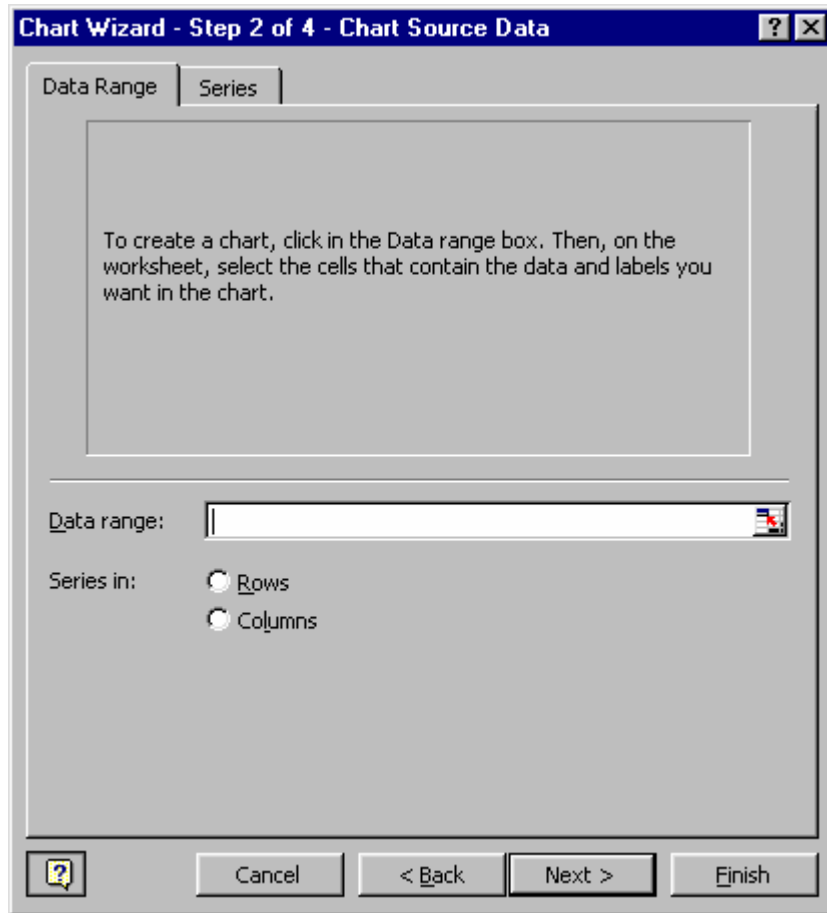 Chart Wizard - Step 2 of 4 - Chart Source Data
Data Range
Series
To create a chart, click in the Data range box. Then, on the
worksheet, select the cells that contain the data and labels you
want in the chart.
Data range:
Series in:
Rows
Columns
Cancel
< Back
Next >
Finish